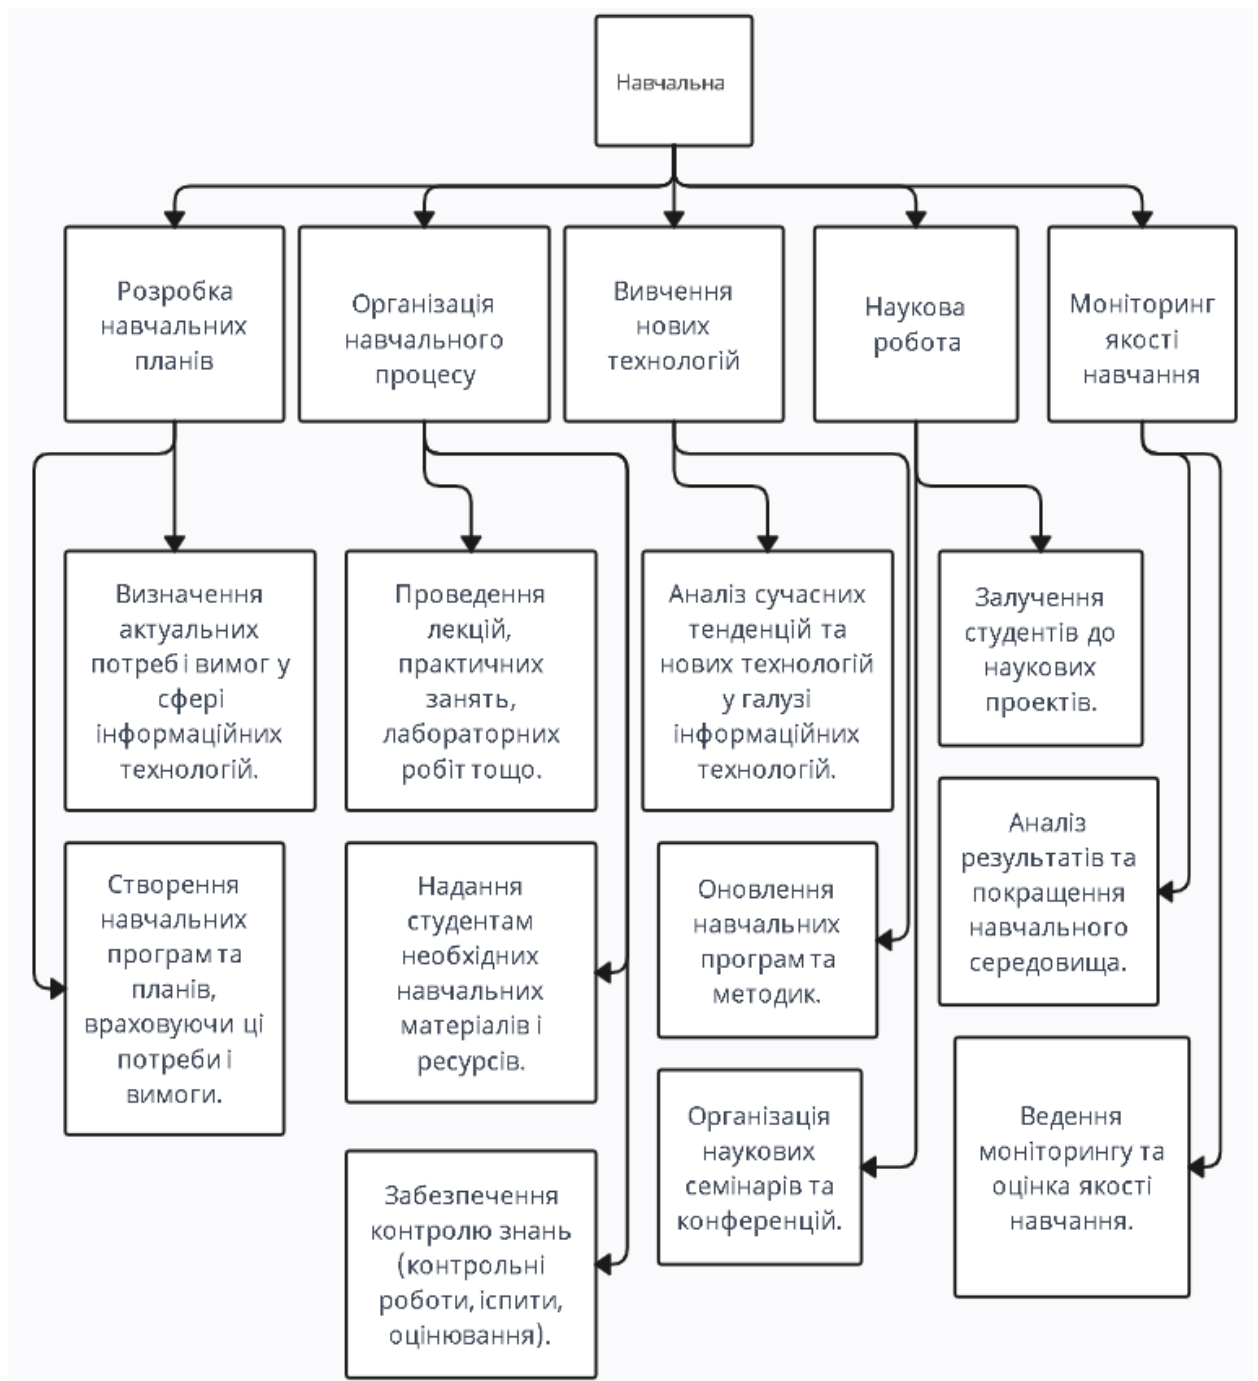 Навчальна
Розробка
навчальних
планів
Організація
навчального
процесу
Вивчення
нових
технологій
Наукова
робота
Моніторинг
якості
навчання
Визначення
актуальних
потреб і вимог у
сфері
інформаційних
технологій.
Проведення
лекцій,
практичних
занять,
лабораторних
робіт тощо.
Аналіз сучасних
тенденцій та
нових технологій
у галузі
інформаційних
технологій.
Залучення
студентів до
наукових
проектів.
Створення
навчальних
програм та
планів,
враховуючи ці
потреби і
вимоги.
Надання
студентам
необхідних
навчальних
матеріалів і
ресурсів.
Оновлення
навчальних
програм та
методик.
Аналіз
результатів та
покращення
навчального
середовища.
Забезпечення
контролю знань
(контрольні
роботи, іспити,
оцінювання).
Організація
наукових
семінарів та
конференцій.
Ведення
моніторингу та
оцінка якості
навчання.